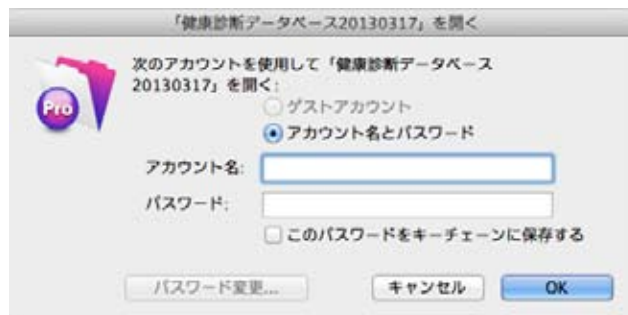 「健康診断データベース20130317」を開く
次のアカウントを使用して「健康診断データベース
20130317」を開く:
ゲストアカウント
アカウント名とパスワード
アカウント名:
パスワード:
このパスワードをキーチェーンに保存する
パスワード変更... キャンセル OK
Pro